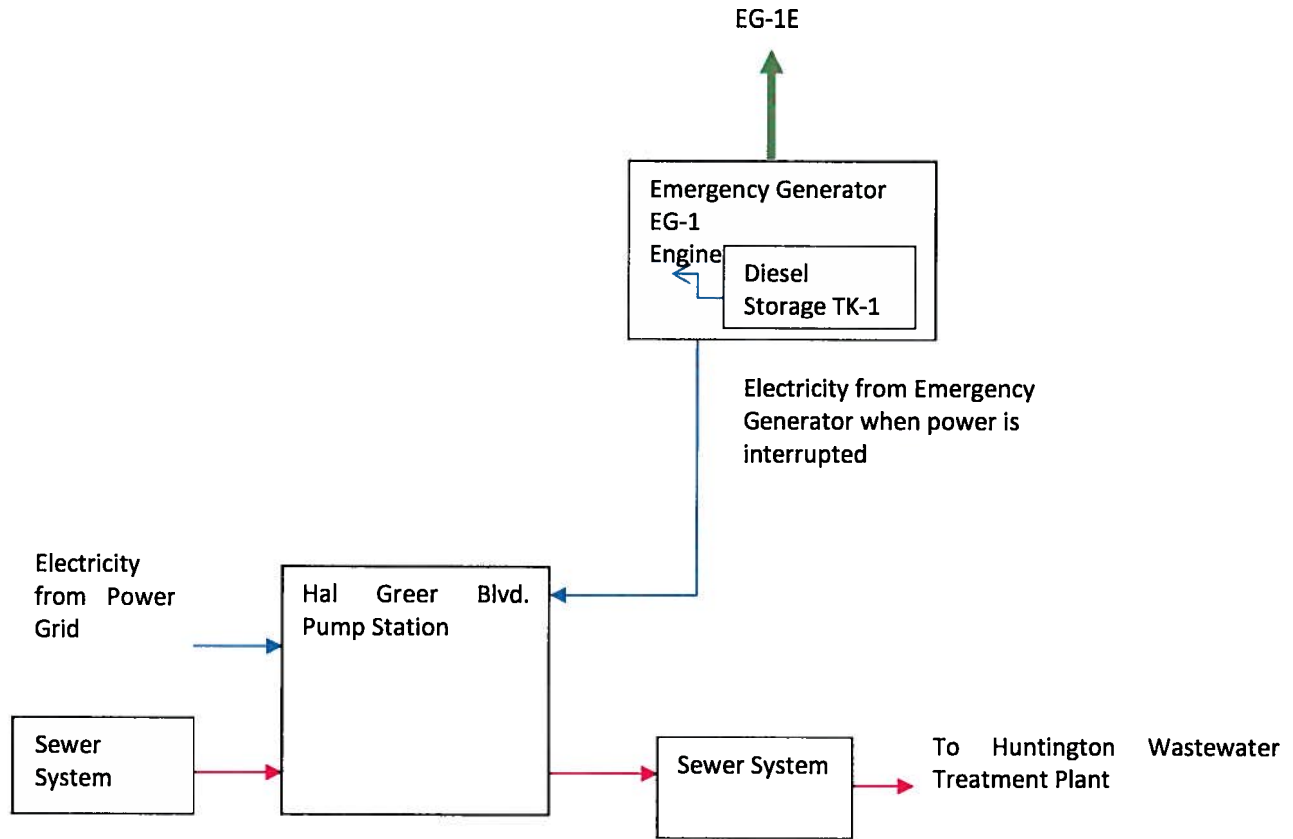 EG-1E
Emergency Generator
EG-1
Engine
Diesel
Storage TK-1
Electricity from Emergency
Generator when power is
interrupted
Electricity
from Power
Grid
Hal Greer Blvd.
Pump Station
Sewer
System
Sewer System
To Huntington Wastewater
Treatment Plant